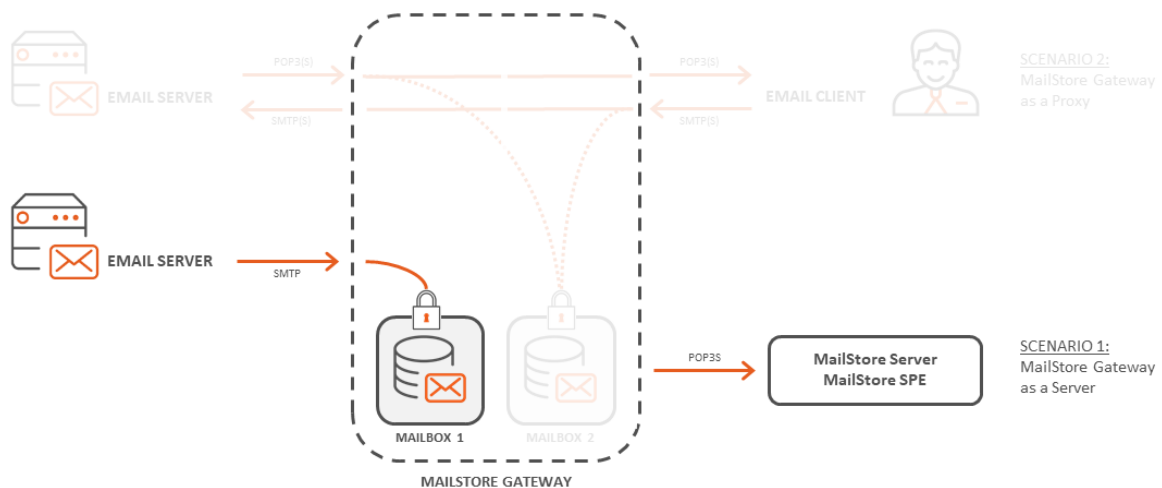 POP3(S)
POP3(S)
EMAIL SERVER
EMAIL CLIENT
SMTP(S)
SMTP(S)
SCENARIO 2:
MailStore Gateway
as a Proxy
EMAIL SERVER
SMTP
POP3S
MailStore Server
MailStore SPE
SCENARIO 1:
MailStore Gateway
as a Server
MAILBOX 1
MAILBOX 2
MAILSTORE GATEWAY